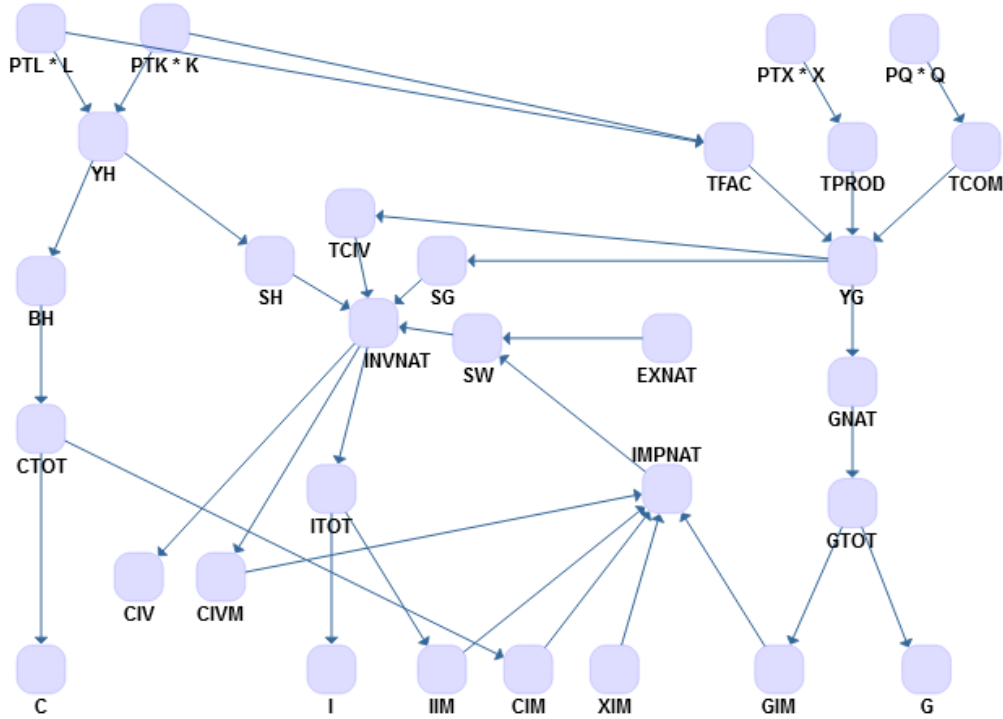 PTL * L
PTK * K
PTX * X
PQ * Q
YH
TFAC
TPROD
TCOM
TCIV
BH
SH
SG
YG
INVNAT
SW
EXNAT
GNAT
CTOT
IMPNAT
ITOT
GTOT
CIV
CIVM
C
I
IIM
CIM
XIM
GIM
G